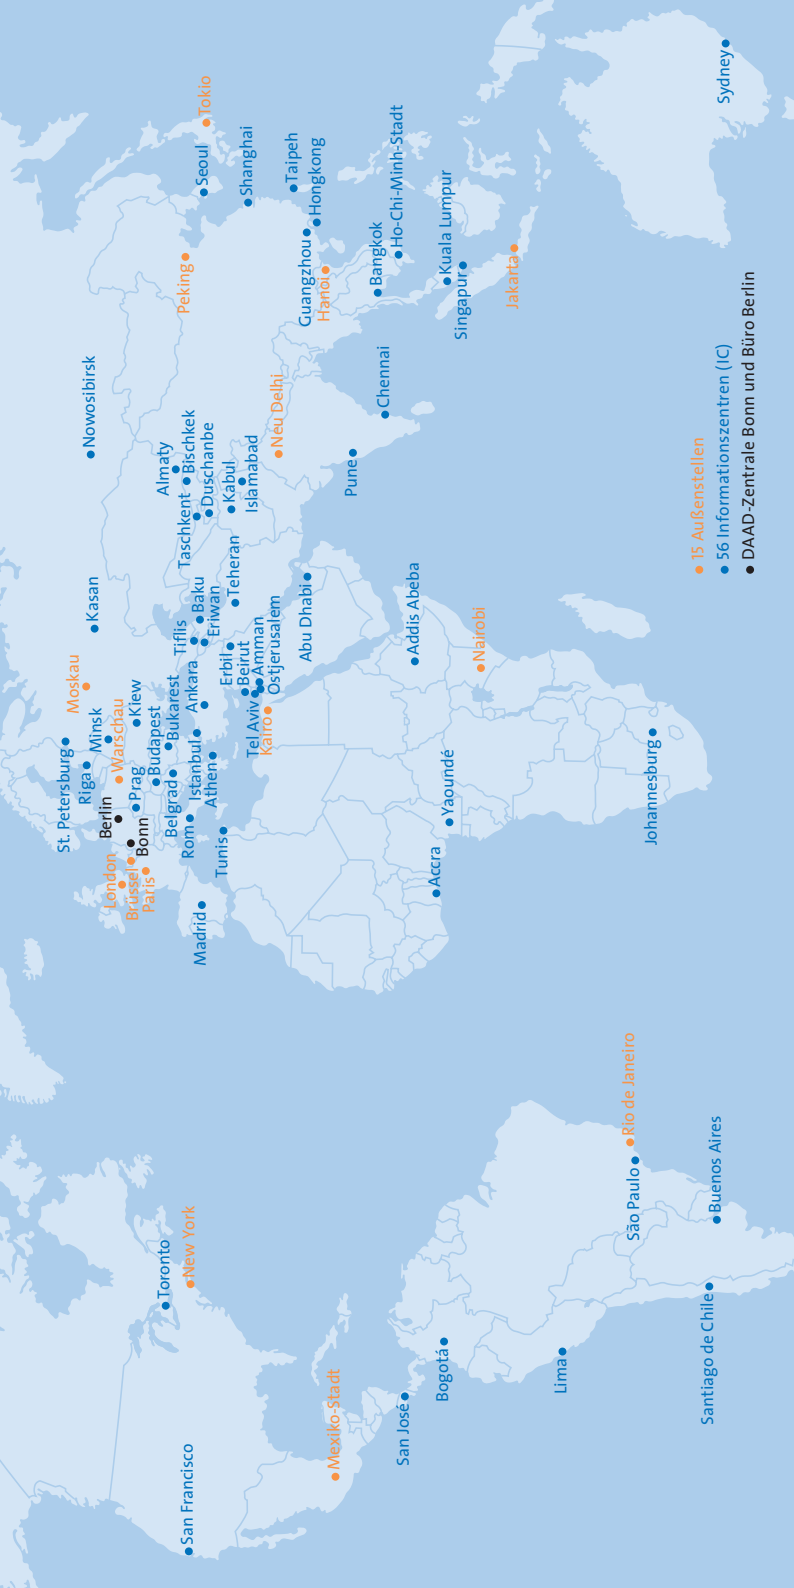 St. Petersburg
Moskau
Riga
Kasan
Nowosibirsk
Minsk
Berlin
Warschau
London
Bonn
Brüssel
Prag
Kiew
Paris
Budapest
Toronto
Almaty
Belgrad
Bukarest
Bischkek
Peking
New York
San Francisco
Rom
Istanbul
Ankara
Tiflis
Baku
Taschkent
Duschanbe
Seoul
Tokio
Madrid
Athen
Eriwan
Tunis
Erbil
Teheran
Kabul
Islamabad
Shanghai
Beirut
Tel Aviv
Amman
Ostjerusalem
Kairo
Neu Delhi
Taipeh
Abu Dhabi
Guangzhou
Hongkong
Hanoi
Mexiko-Stadt
Pune
Bangkok
Chennai
Ho-Chi-Minh-Stadt
San José
Addis Abeba
Accra
Bogotá
Yaoundé
Kuala Lumpur
Singapur
Nairobi
Jakarta
Lima
Rio de Janeiro
São Paulo
Johannesburg
Santiago de Chile
Buenos Aires
Sydney
15 Außenstellen
56 Informationszentren (IC)
DAAD-Zentrale Bonn und Büro Berlin